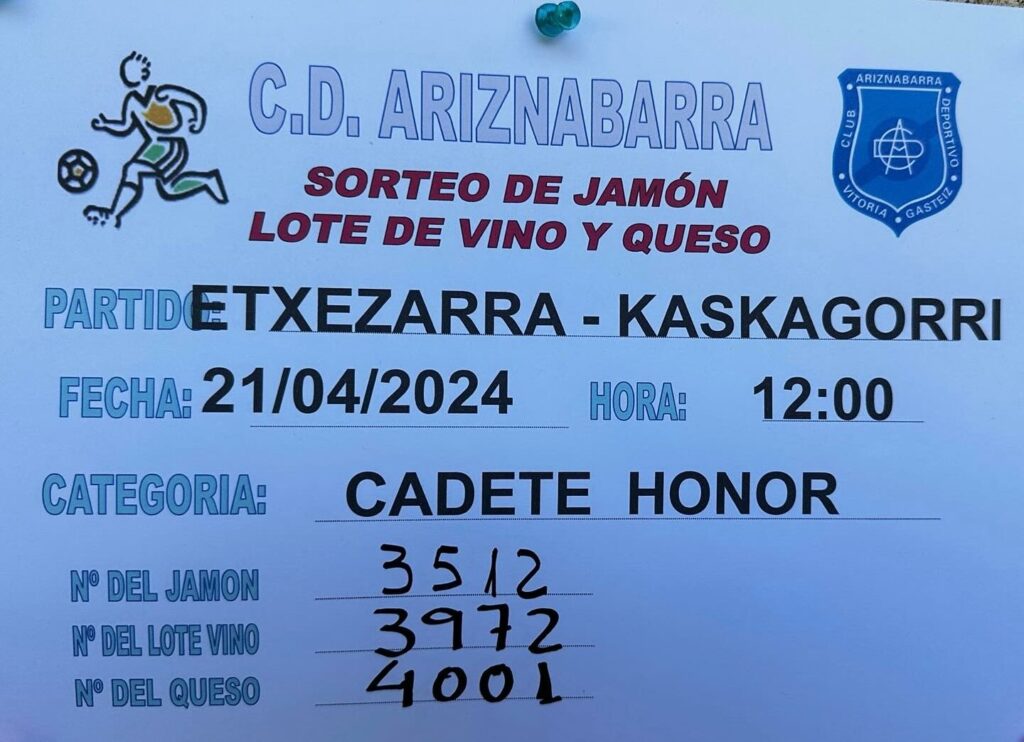 C.D. ARIZNABARRA
ARIZNABARRA
CLUB
DEPORTIVO
VITORIA
GASTEIZ
SORTEO DE JAMÓN
LOTE DE VINO Y QUESO
PARTIDO: ETXEZARRA - KASKAGORRI
FECHA: 21/04/2024 HORA: 12:00
CATEGORIA: CADETE HONOR
Nº DEL JAMON 3512
Nº DEL LOTE VINO 3972
Nº DEL QUESO 4001